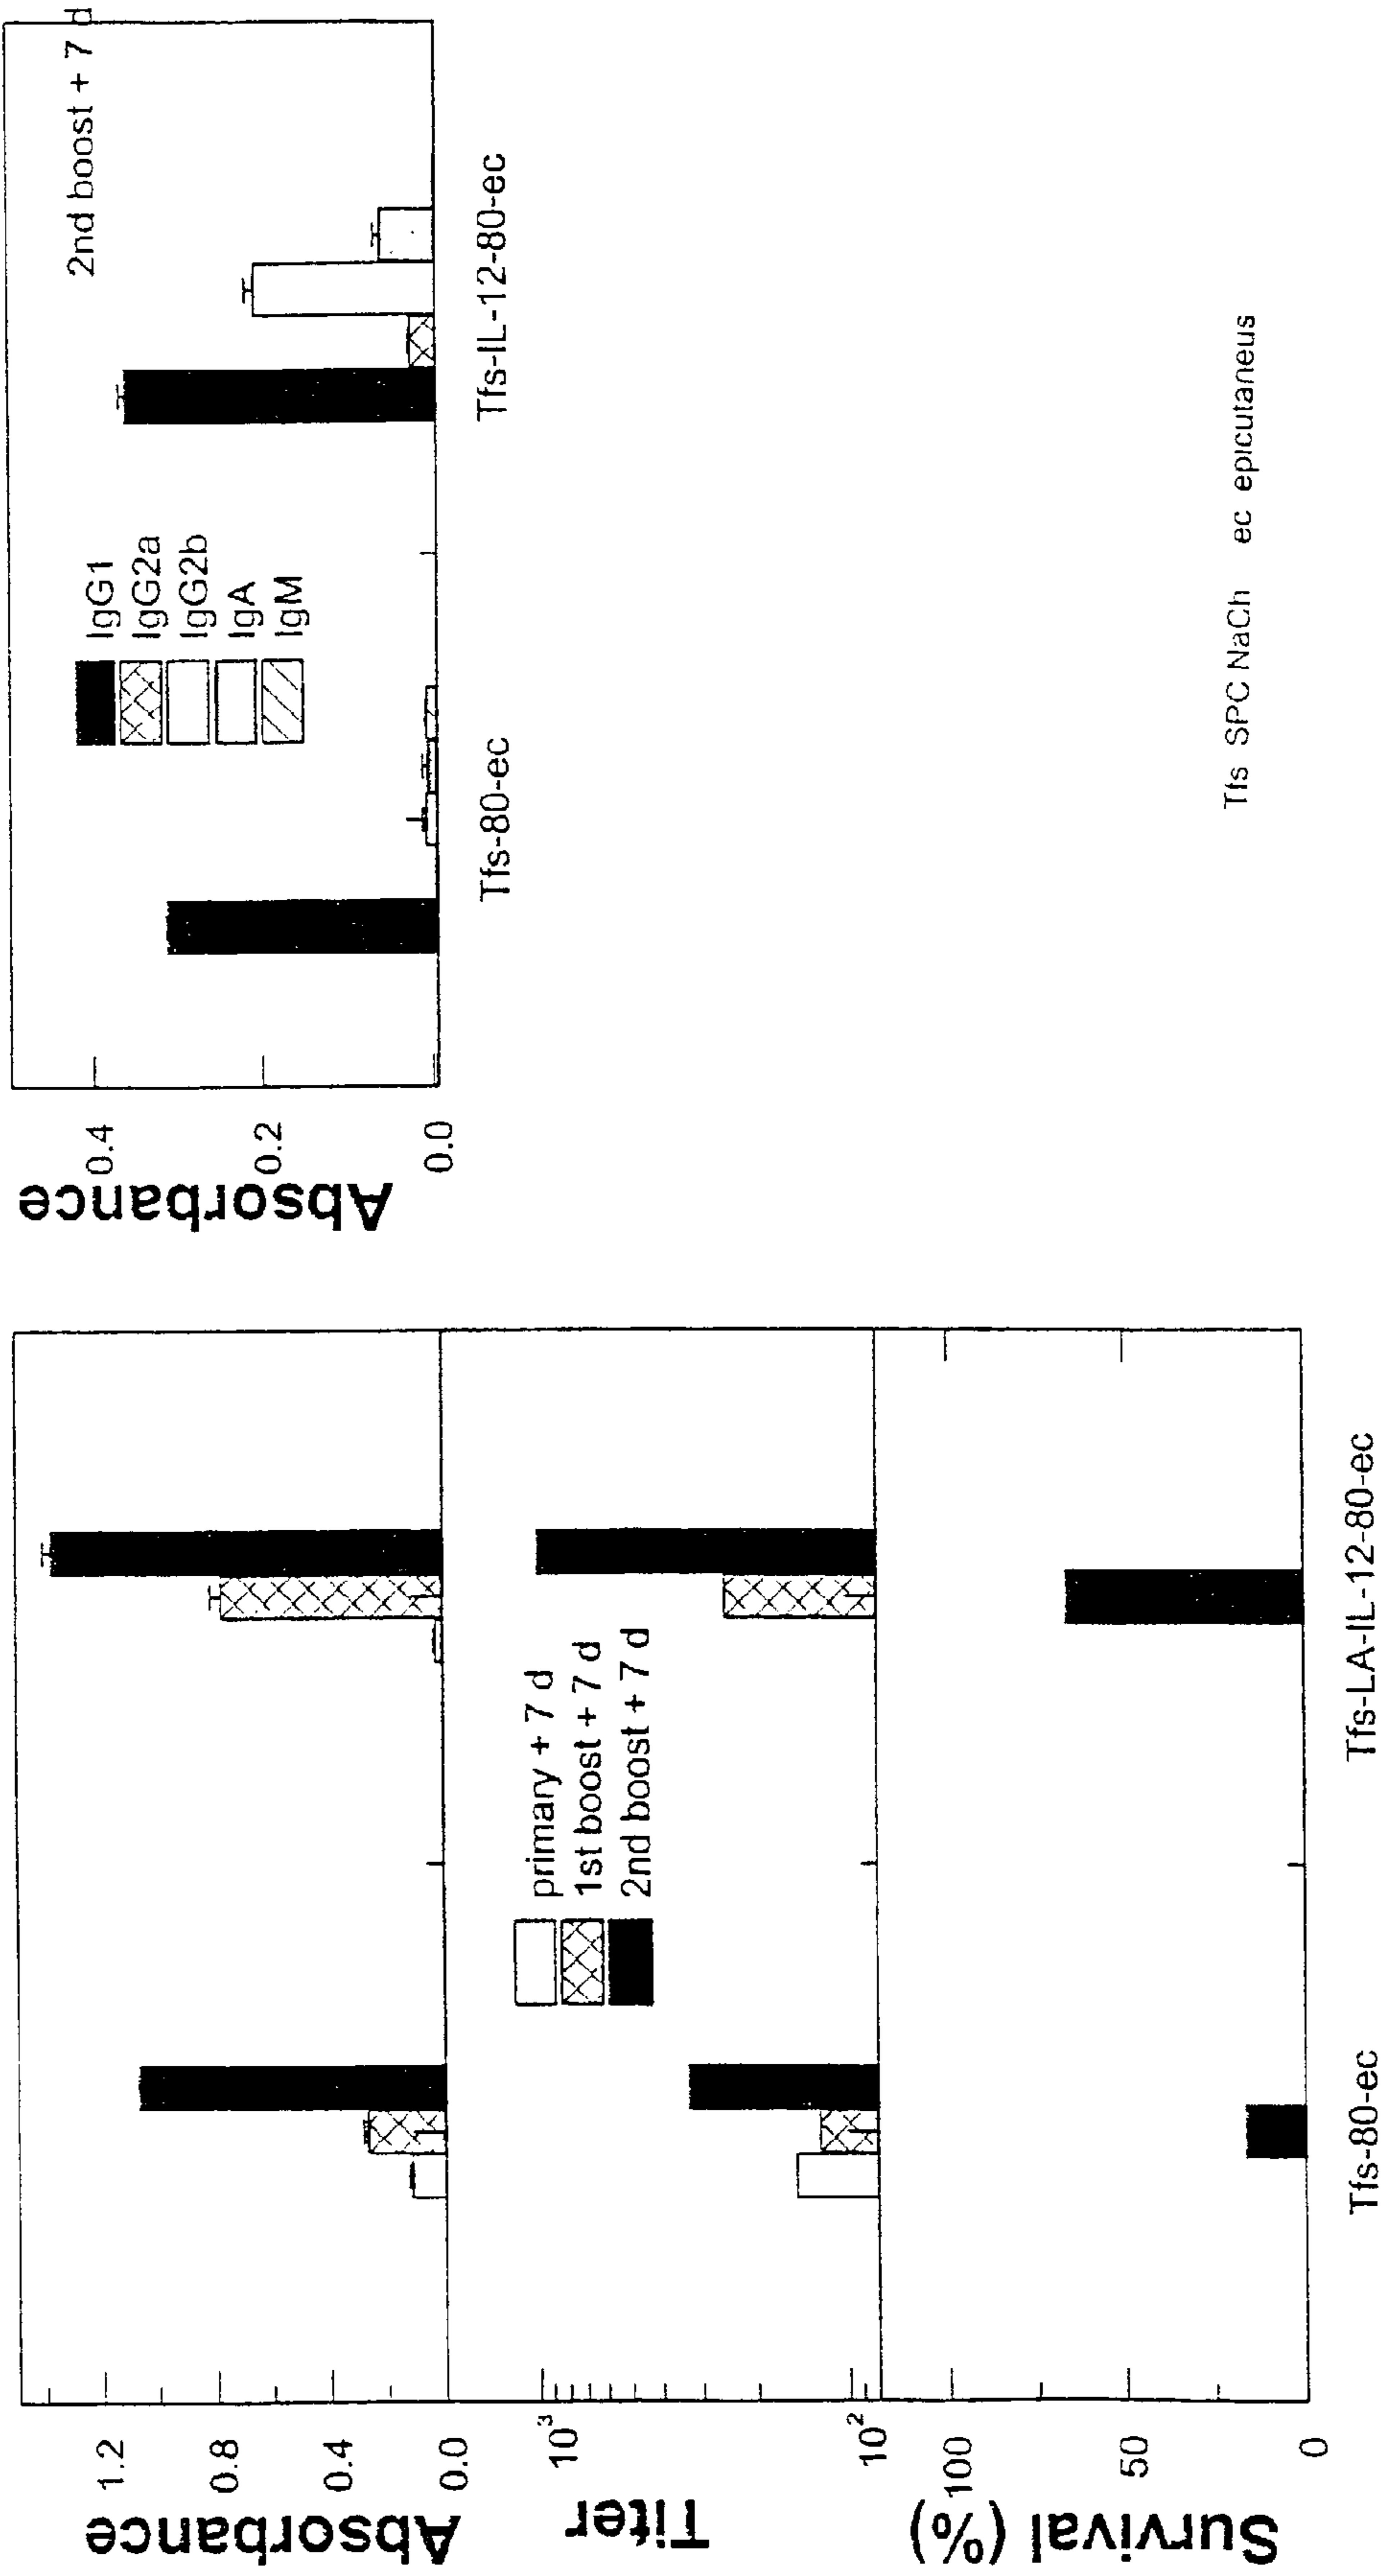 Absorbance
1.2
0.8
0.4
0.0
Titer
10³
10²
primary + 7 d
1st boost + 7 d
2nd boost + 7 d
Survival (%)
100
50
0
Tfs-80-ec
Tfs-LA-IL-12-80-ec
Absorbance
0.4
0.2
0.0
2nd boost + 7 d
IgG1
IgG2a
IgG2b
IgA
IgM
Tfs-80-ec
Tfs-IL-12-80-ec
Tfs SPC NaCh ec epicutaneus